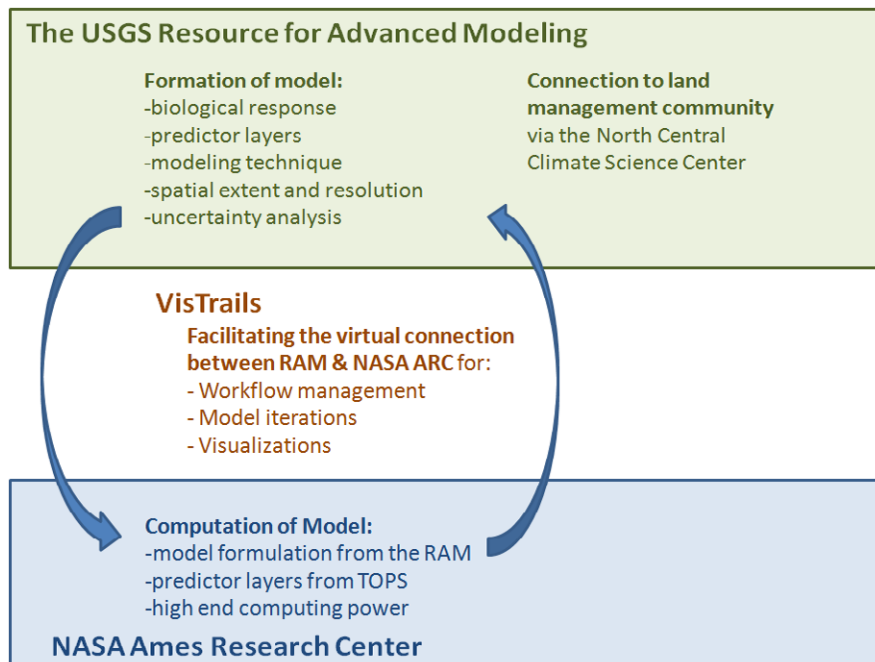 The USGS Resource for Advanced Modeling
Formation of model:
-biological response
-predictor layers
-modeling technique
-spatial extent and resolution
-uncertainty analysis
Connection to land
management community
via the North Central
Climate Science Center
VisTrails
Facilitating the virtual connection
between RAM & NASA ARC for:
- Workflow management
- Model iterations
- Visualizations
Computation of Model:
-model formulation from the RAM
-predictor layers from TOPS
-high end computing power
NASA Ames Research Center